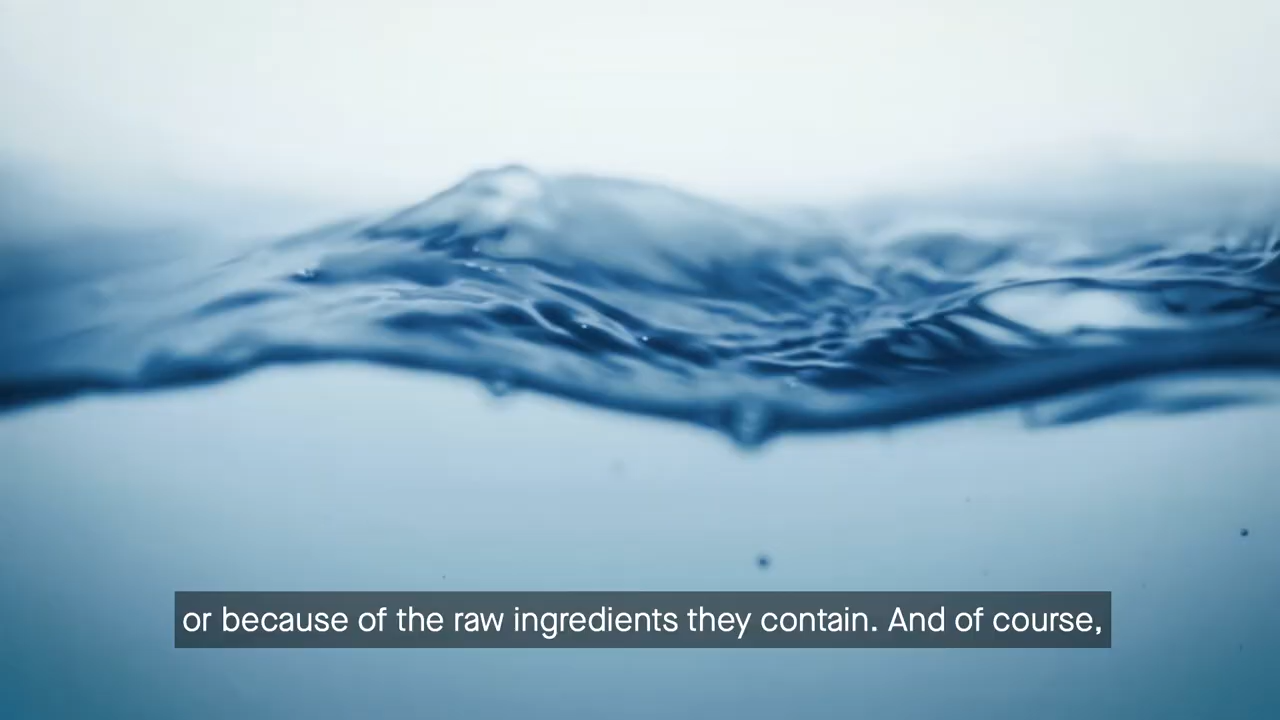 or because of the raw ingredients they contain. And of course,